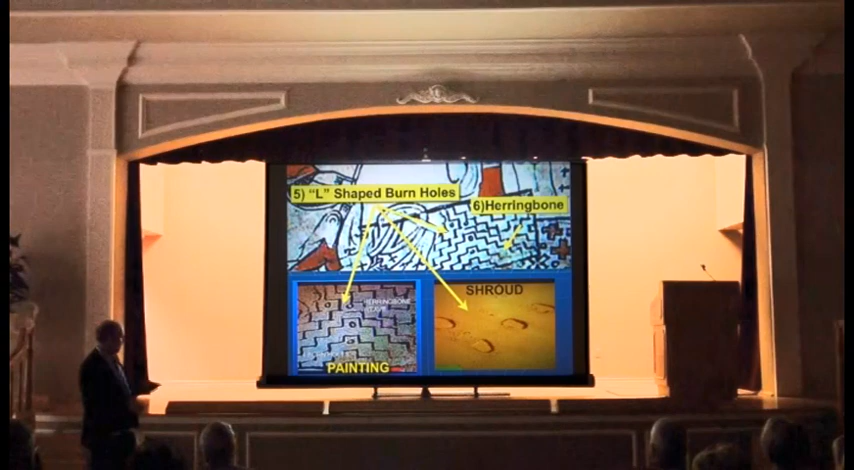 5) "L" Shaped Burn Holes
6)Herringbone
HERRINGBONE
SHROUD
PAINTING